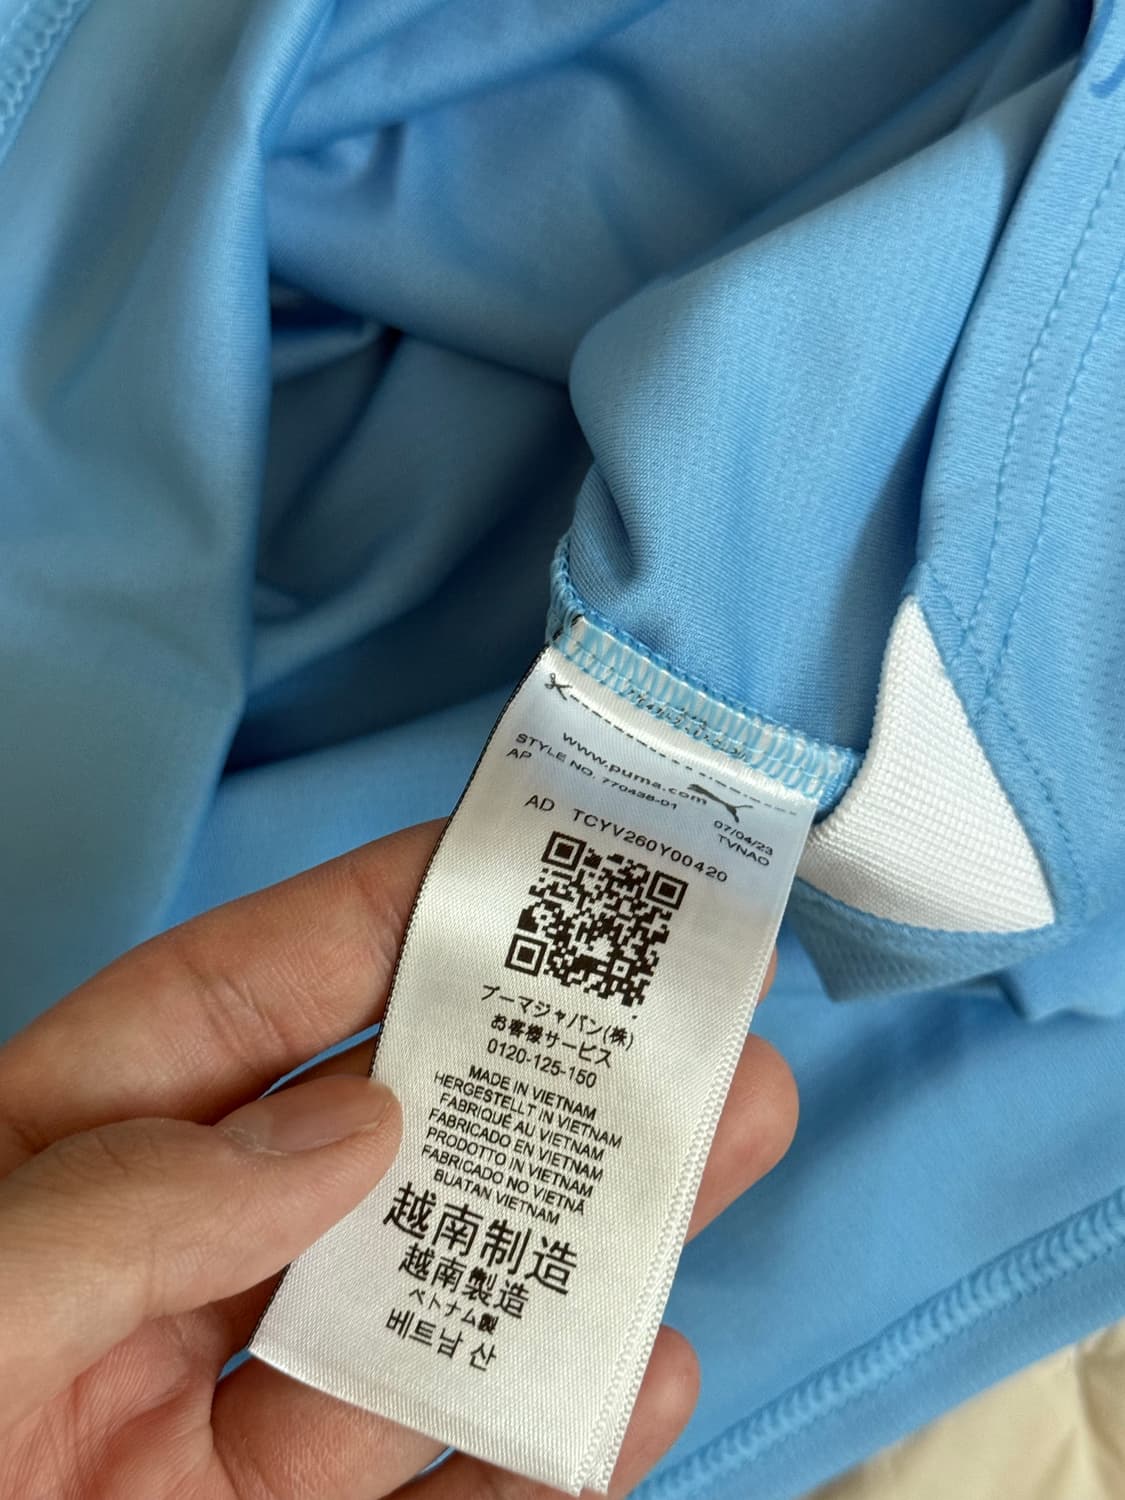 www.puma.com
STYLE NO. 770438-01
AP
07/04/23
TVNAO
AD TCYV260Y00420
プーマジャパン(株)
お客様サービス
0120-125-150
MADE IN VIETNAM
HERGESTELLT IN VIETNAM
FABRIQUÉ AU VIETNAM
FABRICADO EN VIETNAM
PRODOTTO IN VIETNAM
FABRICADO NO VIETNÃ
BUATAN VIETNAM
越南制造
越南製造
ベトナム製
베트남 산